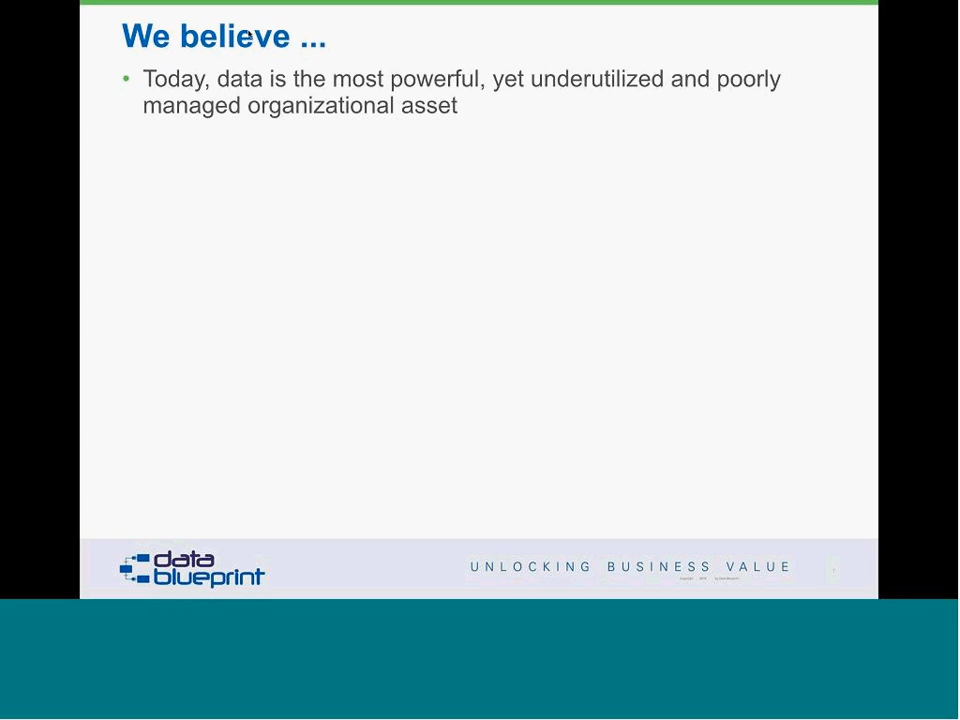 We believe ...
• Today, data is the most powerful, yet underutilized and poorly
managed organizational asset
data
blueprint
UNLOCKING BUSINESS VALUE